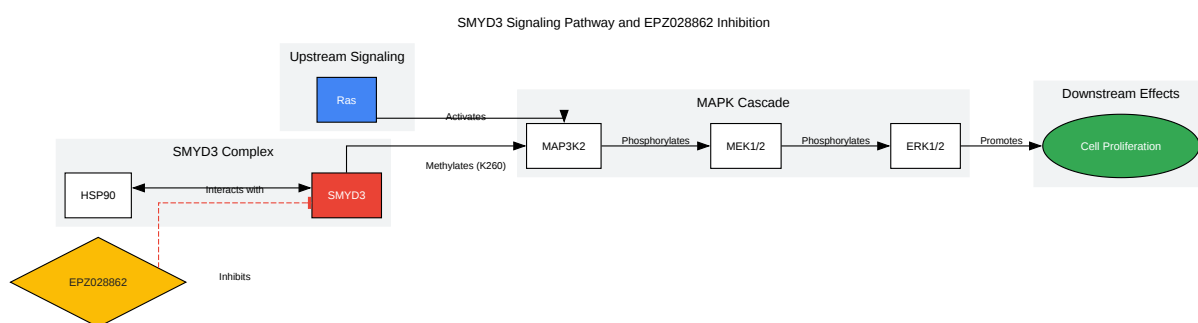 SMYD3 Signaling Pathway and EPZ028862 Inhibition
Upstream Signaling
Ras
Activates
MAPK Cascade
MAP3K2
Phosphorylates
MEK1/2
Phosphorylates
ERK1/2
Promotes
Downstream Effects
Cell Proliferation
SMYD3 Complex
Methylates (K260)
HSP90
Interacts with
SMYD3
EPZ028862
Inhibits